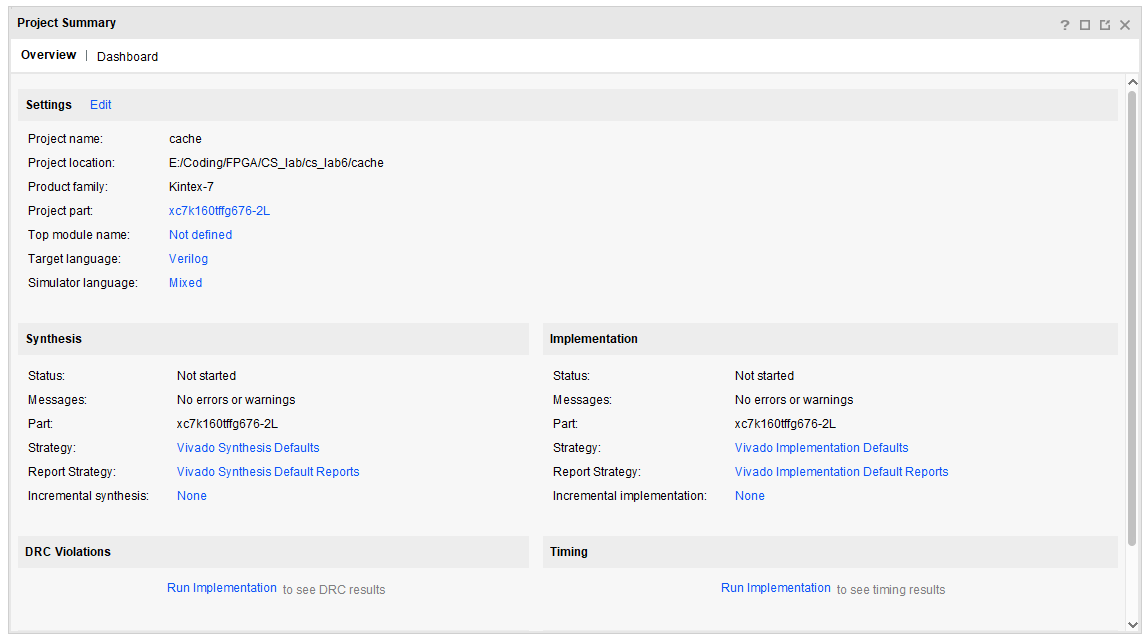 Project Summary
Overview | Dashboard
Settings Edit
Project name: cache
Project location: E:/Coding/FPGA/CS_lab/cs_lab6/cache
Product family: Kintex-7
Project part: xc7k160tffg676-2L
Top module name: Not defined
Target language: Verilog
Simulator language: Mixed
Synthesis
Status: Not started
Messages: No errors or warnings
Part: xc7k160tffg676-2L
Strategy: Vivado Synthesis Defaults
Report Strategy: Vivado Synthesis Default Reports
Incremental synthesis: None
Implementation
Status: Not started
Messages: No errors or warnings
Part: xc7k160tffg676-2L
Strategy: Vivado Implementation Defaults
Report Strategy: Vivado Implementation Default Reports
Incremental implementation: None
DRC Violations
Run Implementation to see DRC results
Timing
Run Implementation to see timing results